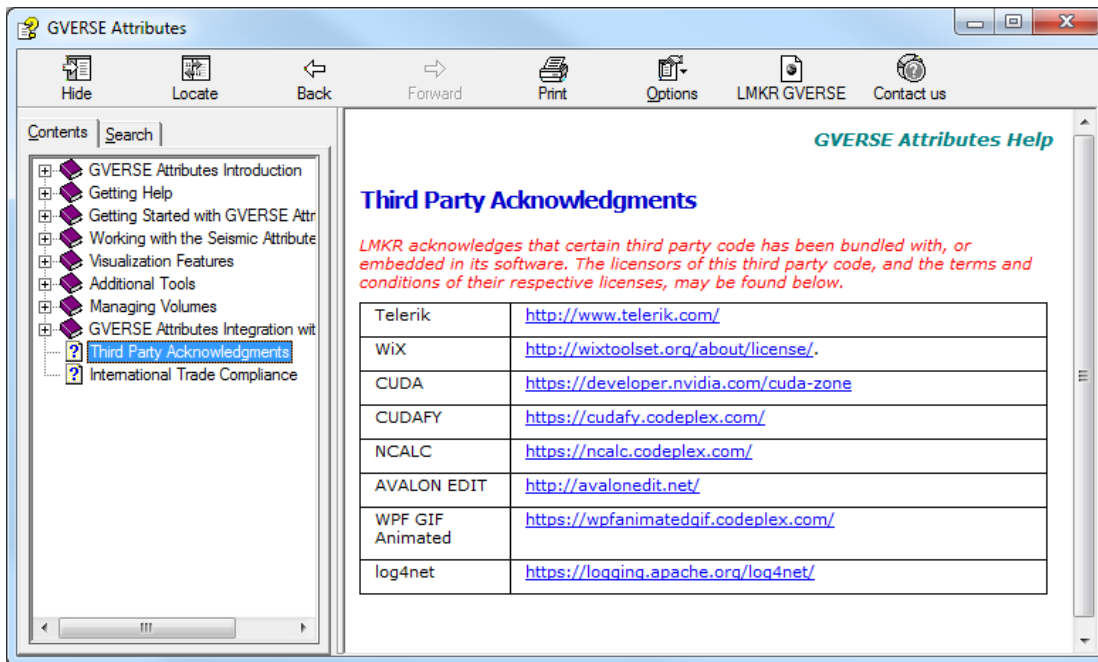 GVERSE Attributes
Hide Locate Back Forward Print Options LMKR GVERSE Contact us
Contents Search
GVERSE Attributes Introduction
Getting Help
Getting Started with GVERSE Attr
Working with the Seismic Attribute
Visualization Features
Additional Tools
Managing Volumes
GVERSE Attributes Integration wit
Third Party Acknowledgments
International Trade Compliance
GVERSE Attributes Help
Third Party Acknowledgments
LMKR acknowledges that certain third party code has been bundled with, or
embedded in its software. The licensors of this third party code, and the terms and
conditions of their respective licenses, may be found below.
Telerik http://www.telerik.com/
WiX http://wixtoolset.org/about/license/.
CUDA https://developer.nvidia.com/cuda-zone
CUDAFY https://cudafy.codeplex.com/
NCALC https://ncalc.codeplex.com/
AVALON EDIT http://avalonedit.net/
WPF GIF https://wpfanimatedgif.codeplex.com/
Animated
log4net https://logging.apache.org/log4net/